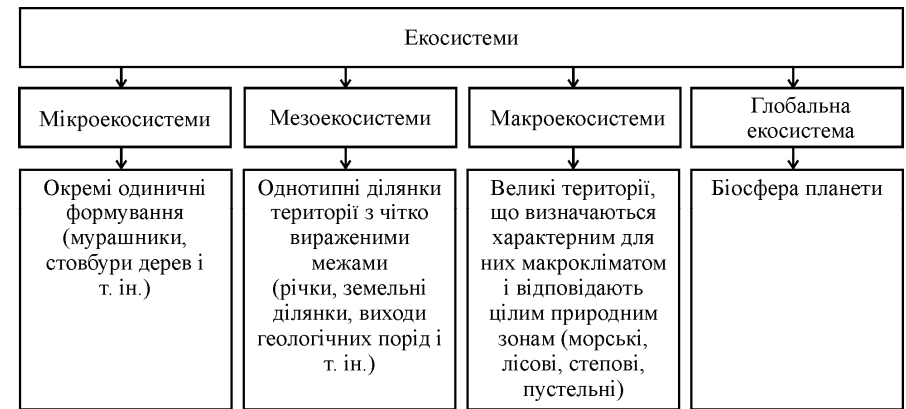 Екосистеми
Мікроекосистеми
Мезоекосистеми
Макроекосистеми
Глобальна
екосистема
Окремі одиничні
формування
(мурашники,
стовбури дерев і
т. ін.)
Однотипні ділянки
території з чітко
вираженими
межами
(річки, земельні
ділянки, виходи
геологічних порід і
т. ін.)
Великі території,
що визначаються
характерним для
них макрокліматом
і відповідають
цілим природним
зонам (морські,
лісові, степові,
пустельні)
Біосфера планети